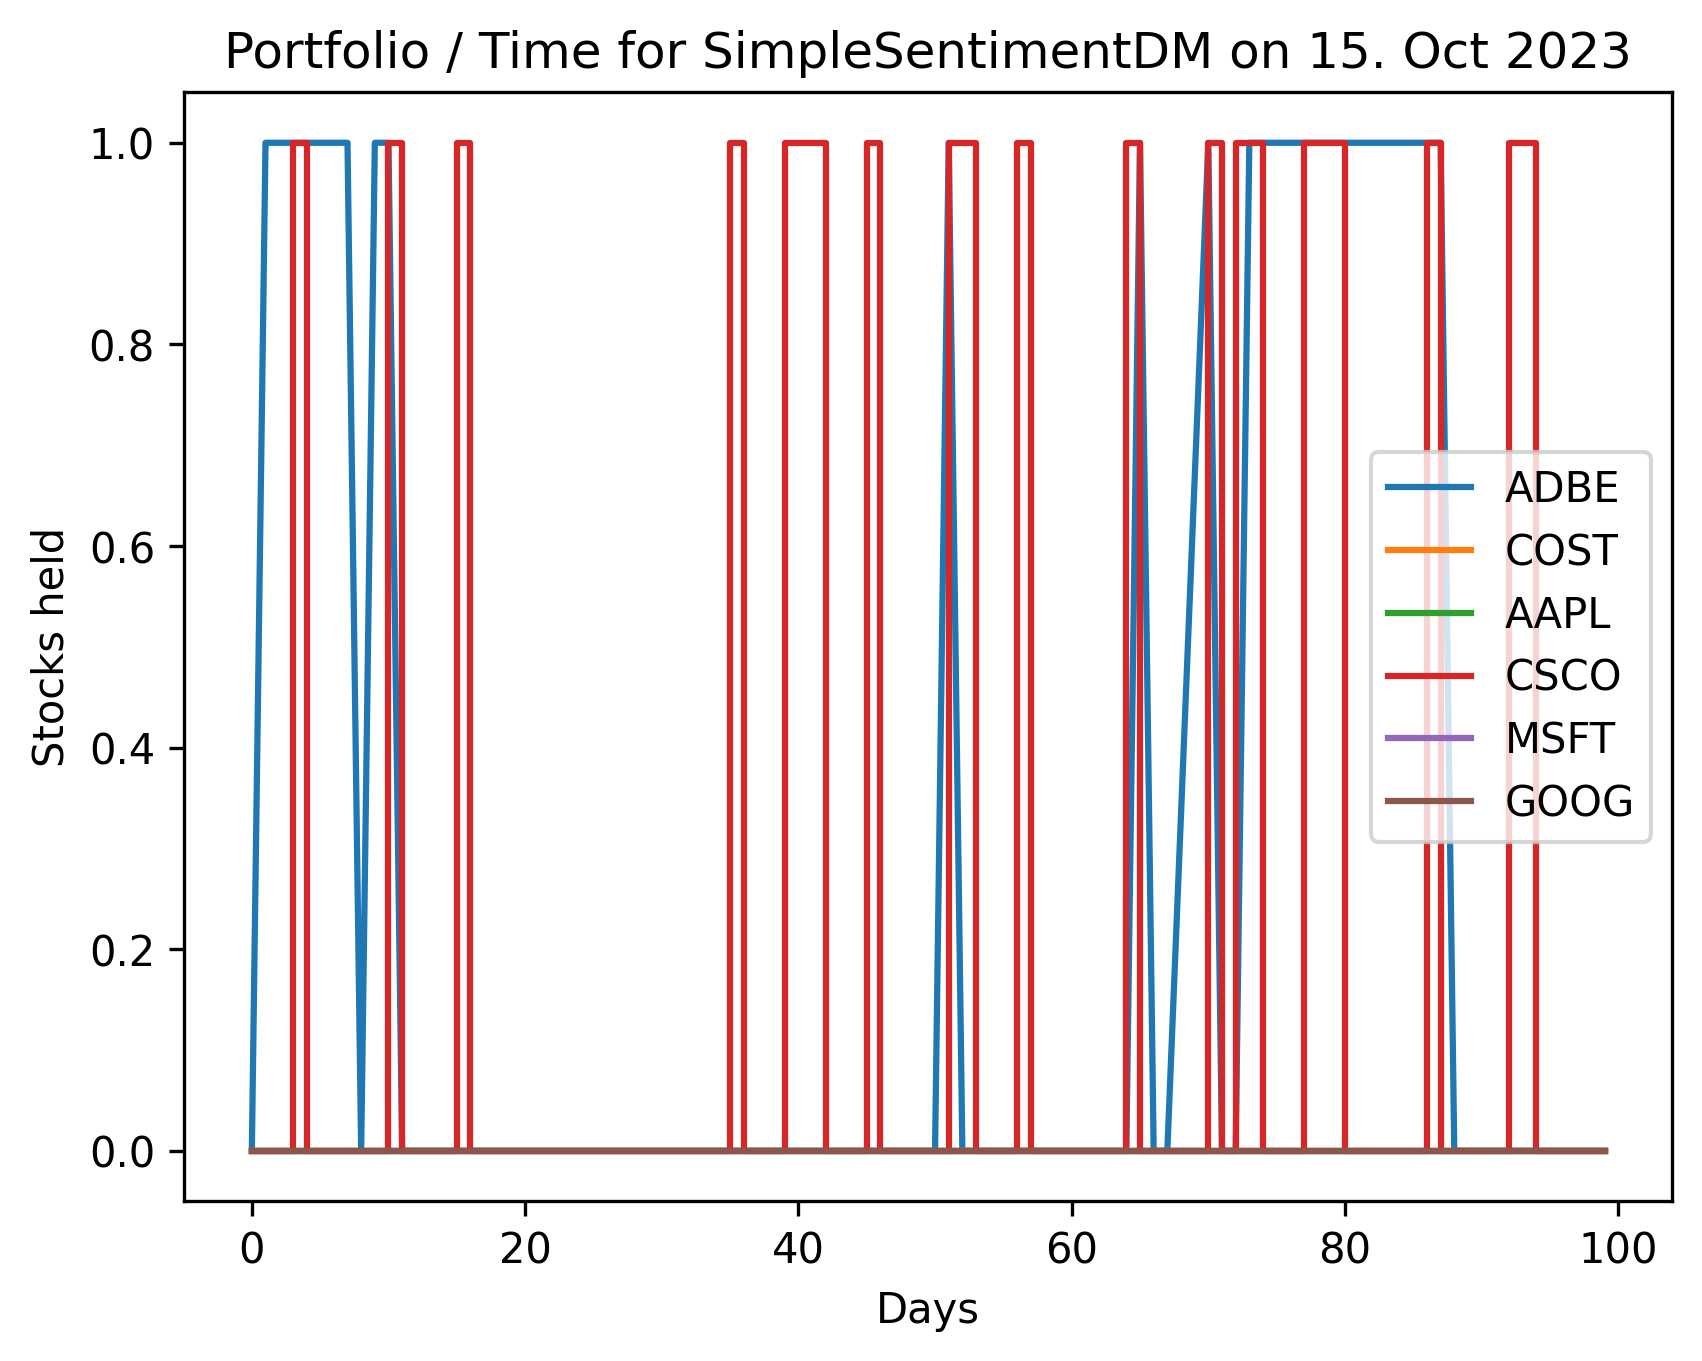 Portfolio / Time for SimpleSentimentDM on 15. Oct 2023
1.0
0.8
0.6
0.4
0.2
0.0
Stocks held
ADBE
COST
AAPL
CSCO
MSFT
GOOG
0 20 40 60 80 100
Days